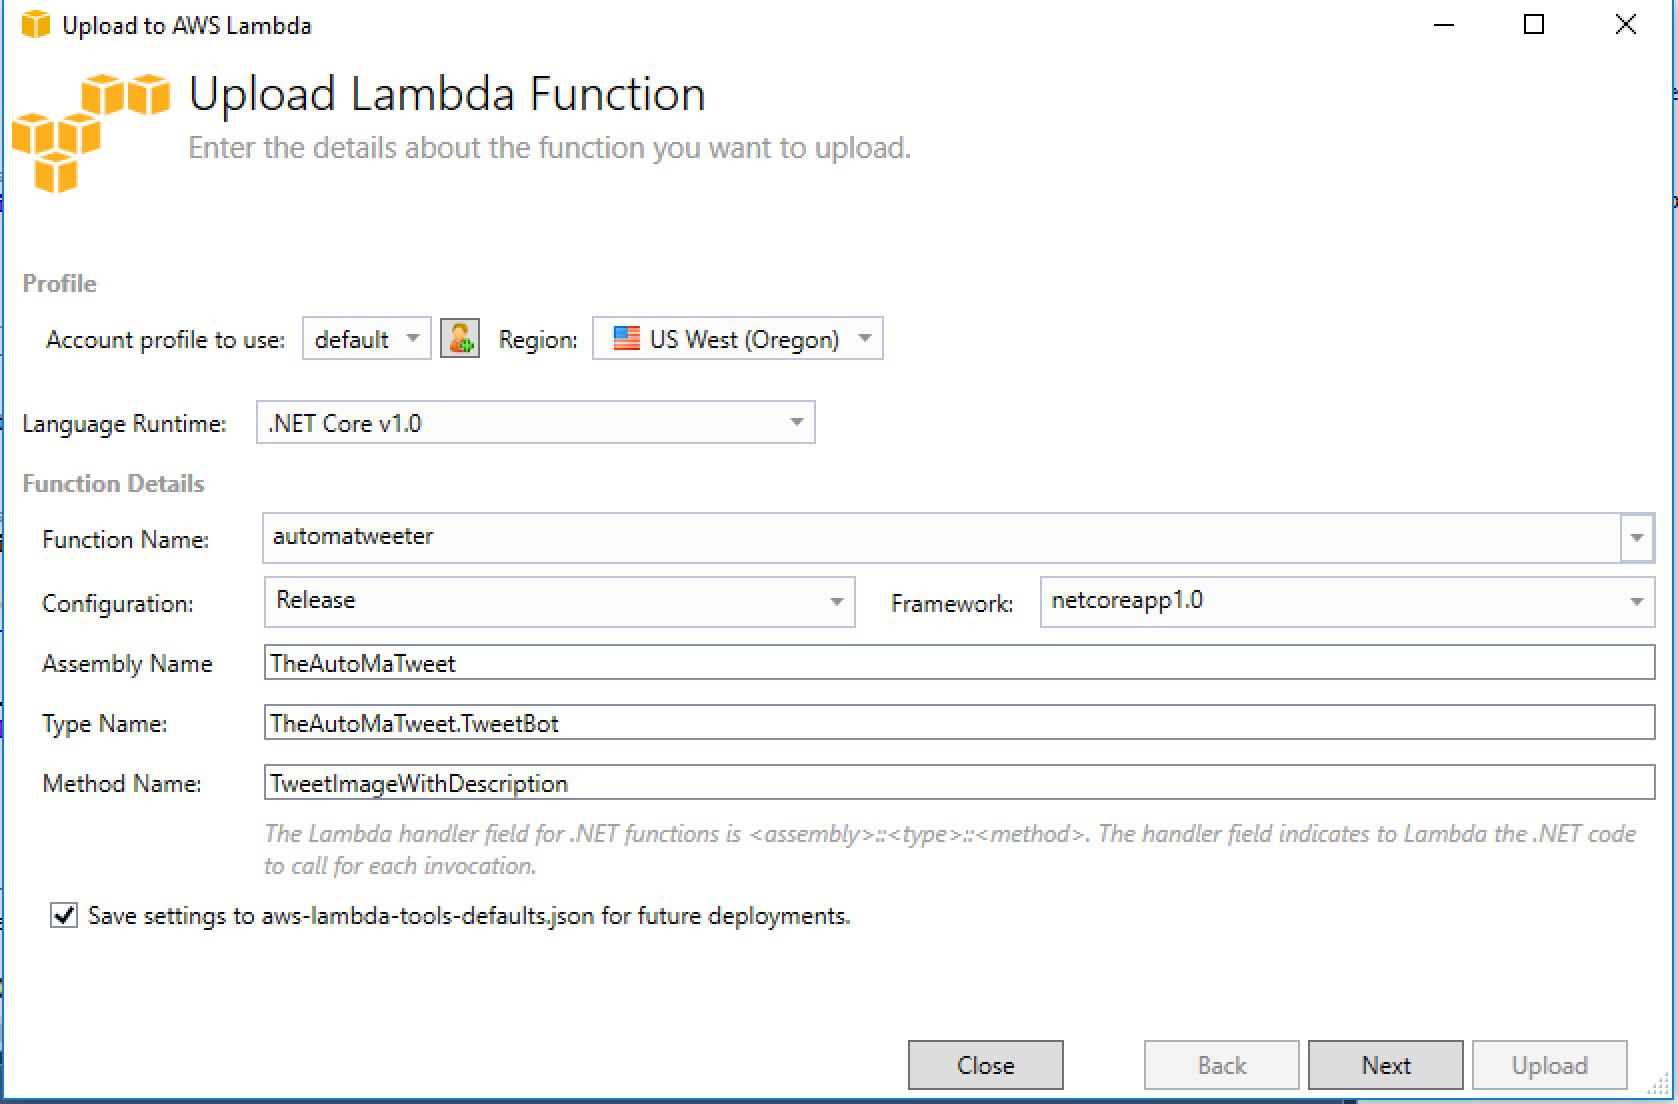 Upload to AWS Lambda
Upload Lambda Function
Enter the details about the function you want to upload.
Profile
Account profile to use: default Region: US West (Oregon)
Language Runtime: .NET Core v1.0
Function Details
Function Name: automatweeter
Configuration: Release Framework: netcoreapp1.0
Assembly Name TheAutoMaTweet
Type Name: TheAutoMaTweet.TweetBot
Method Name: TweetImageWithDescription
The Lambda handler field for .NET functions is <assembly>::<type>::<method>. The handler field indicates to Lambda the .NET code
to call for each invocation.
Save settings to aws-lambda-tools-defaults.json for future deployments.
Close Back Next Upload